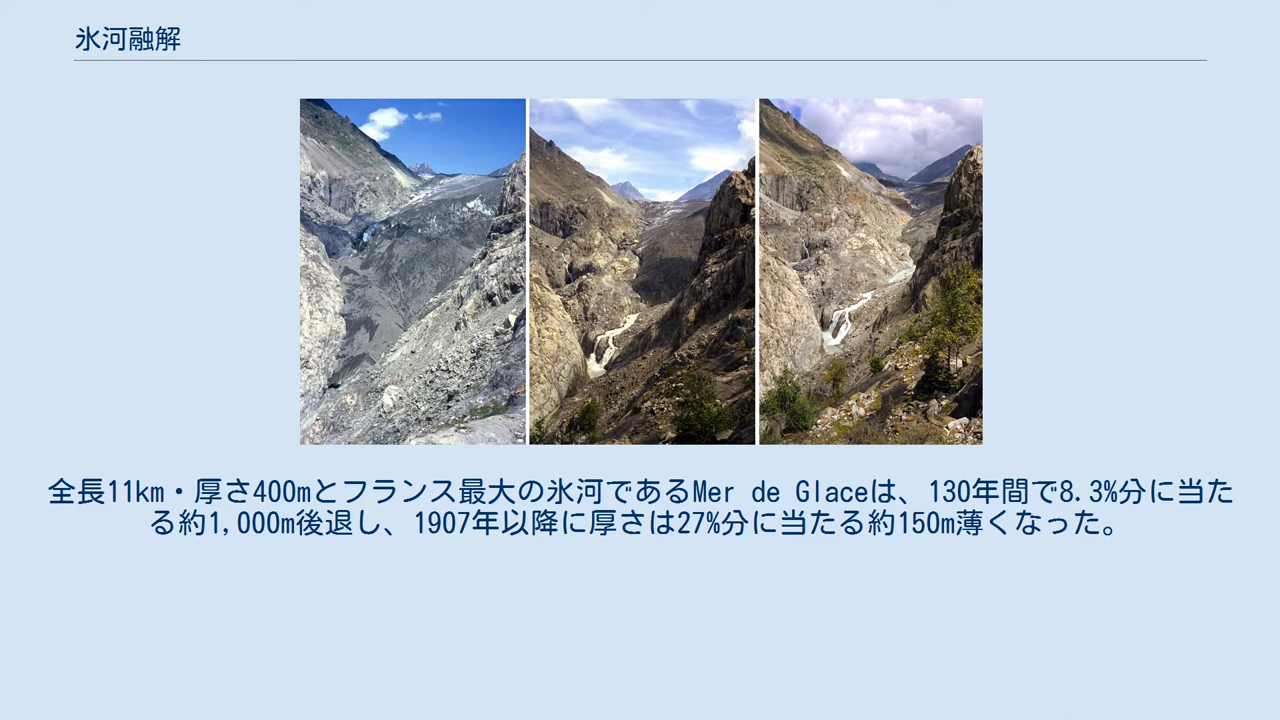 氷河融解
全長11km・厚さ400mとフランス最大の氷河であるMer de Glaceは、130年間で8.3%分に当た
る約1,000m後退し、1907年以降に厚さは27%分に当たる約150m薄くなった。